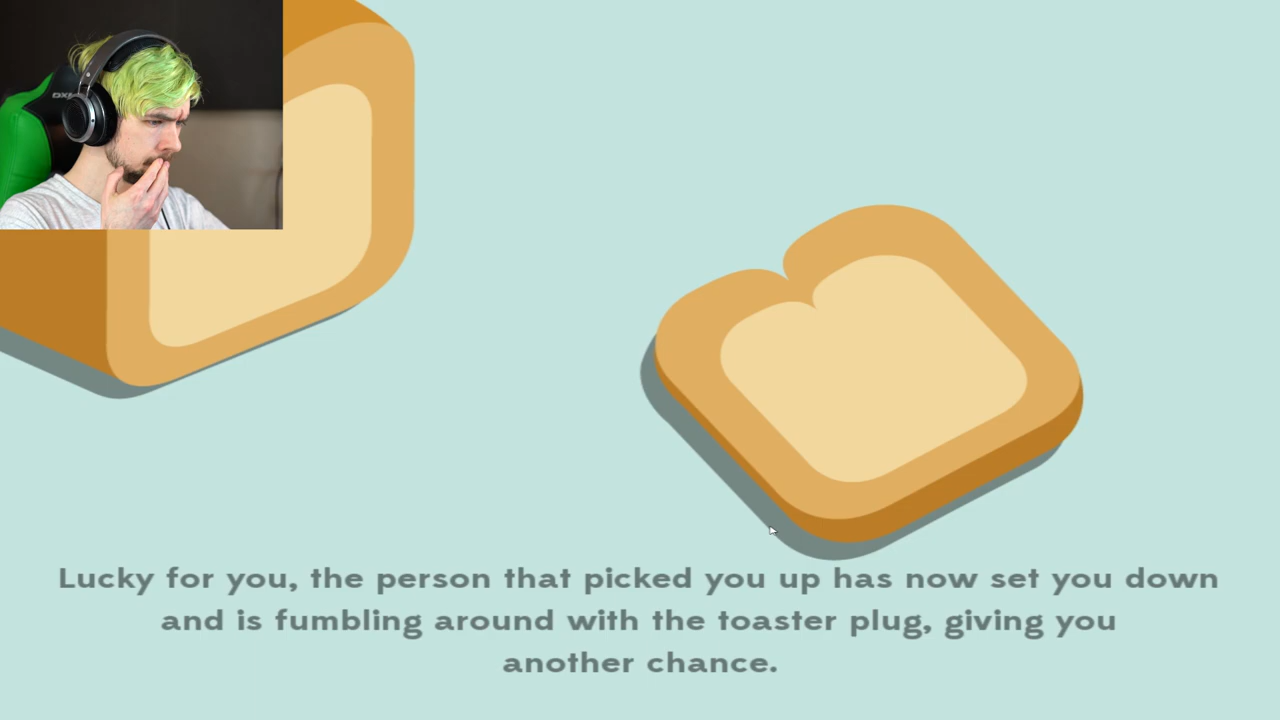 Lucky for you, the person that picked you up has now set you down
and is fumbling around with the toaster plug, giving you
another chance.